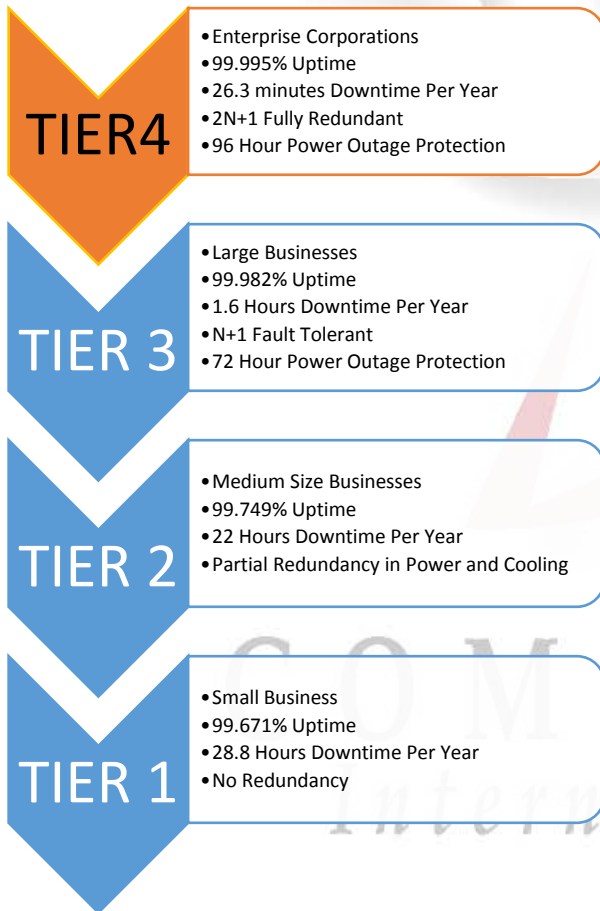 TIER4
•Enterprise Corporations
•99.995% Uptime
•26.3 minutes Downtime Per Year
•2N+1 Fully Redundant
•96 Hour Power Outage Protection
TIER 3
•Large Businesses
•99.982% Uptime
•1.6 Hours Downtime Per Year
•N+1 Fault Tolerant
•72 Hour Power Outage Protection
TIER 2
•Medium Size Businesses
•99.749% Uptime
•22 Hours Downtime Per Year
•Partial Redundancy in Power and Cooling
TIER 1
•Small Business
•99.671% Uptime
•28.8 Hours Downtime Per Year
•No Redundancy
COM
Intern